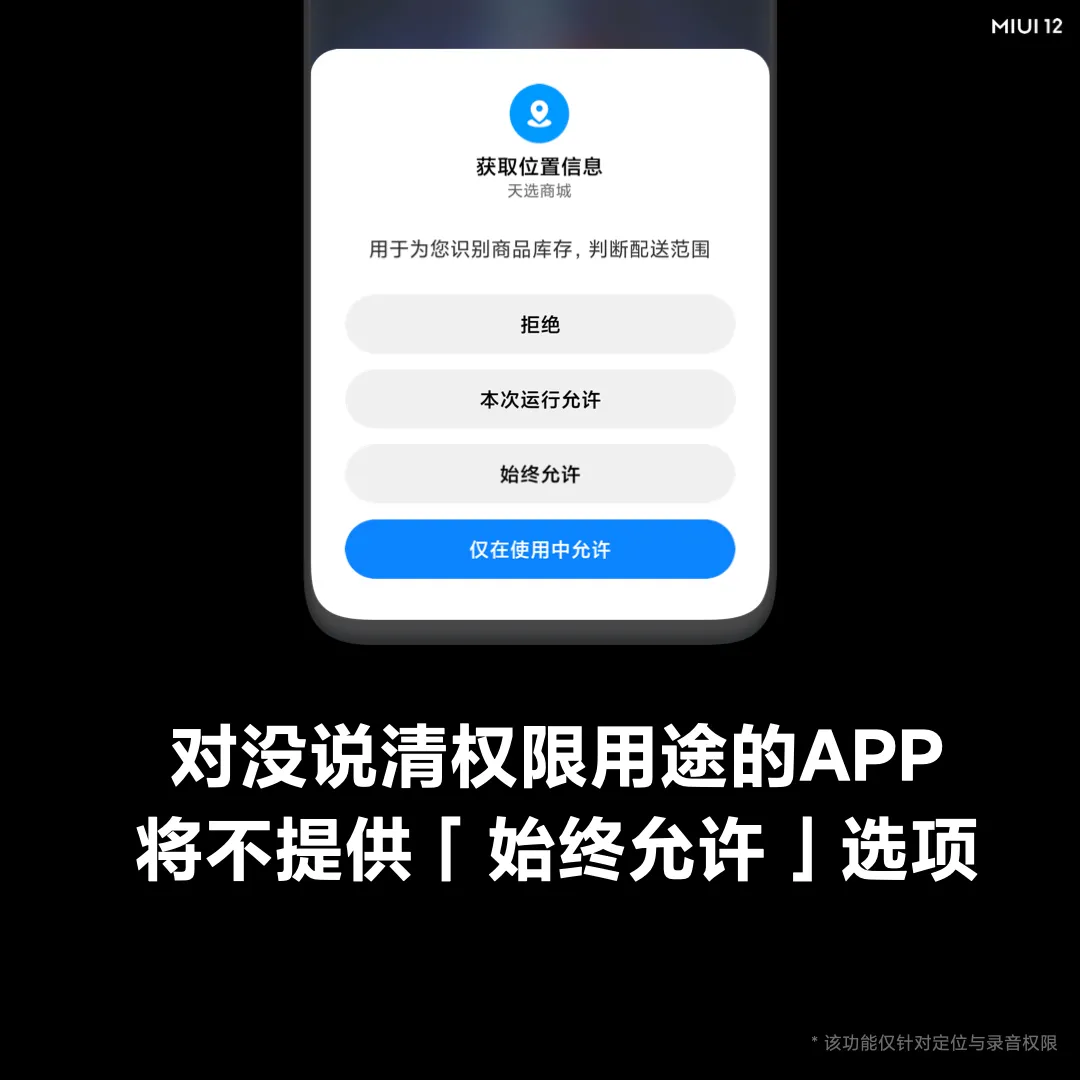 MIUI 12
获取位置信息
天选商城
用于为您识别商品库存，判断配送范围
拒绝
本次运行允许
始终允许
仅在使用中允许
对没说清权限用途的APP
将不提供「始终允许」选项
* 该功能仅针对定位与录音权限